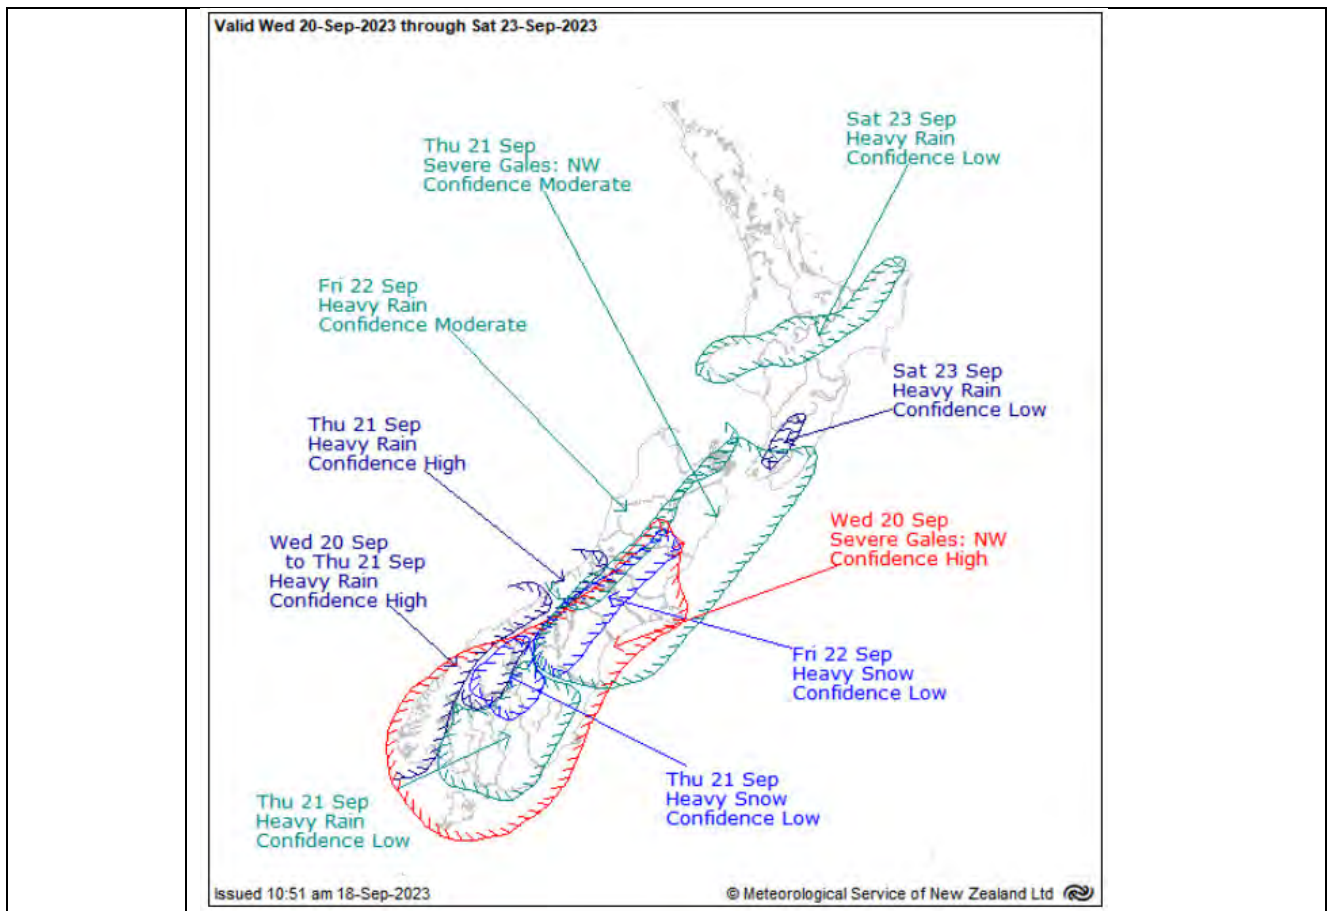 Valid Wed 20-Sep-2023 through Sat 23-Sep-2023
Sat 23 Sep
Heavy Rain
Confidence Low
Thu 21 Sep
Severe Gales: NW
Confidence Moderate
Fri 22 Sep
Heavy Rain
Confidence Moderate
Sat 23 Sep
Heavy Rain
Confidence Low
Thu 21 Sep
Heavy Rain
Confidence High
Wed 20 Sep
Severe Gales: NW
Confidence High
Wed 20 Sep
to Thu 21 Sep
Heavy Rain
Confidence High
Fri 22 Sep
Heavy Snow
Confidence Low
Thu 21 Sep
Heavy Snow
Confidence Low
Thu 21 Sep
Heavy Rain
Confidence Low
Issued 10:51 am 18-Sep-2023
© Meteorological Service of New Zealand Ltd